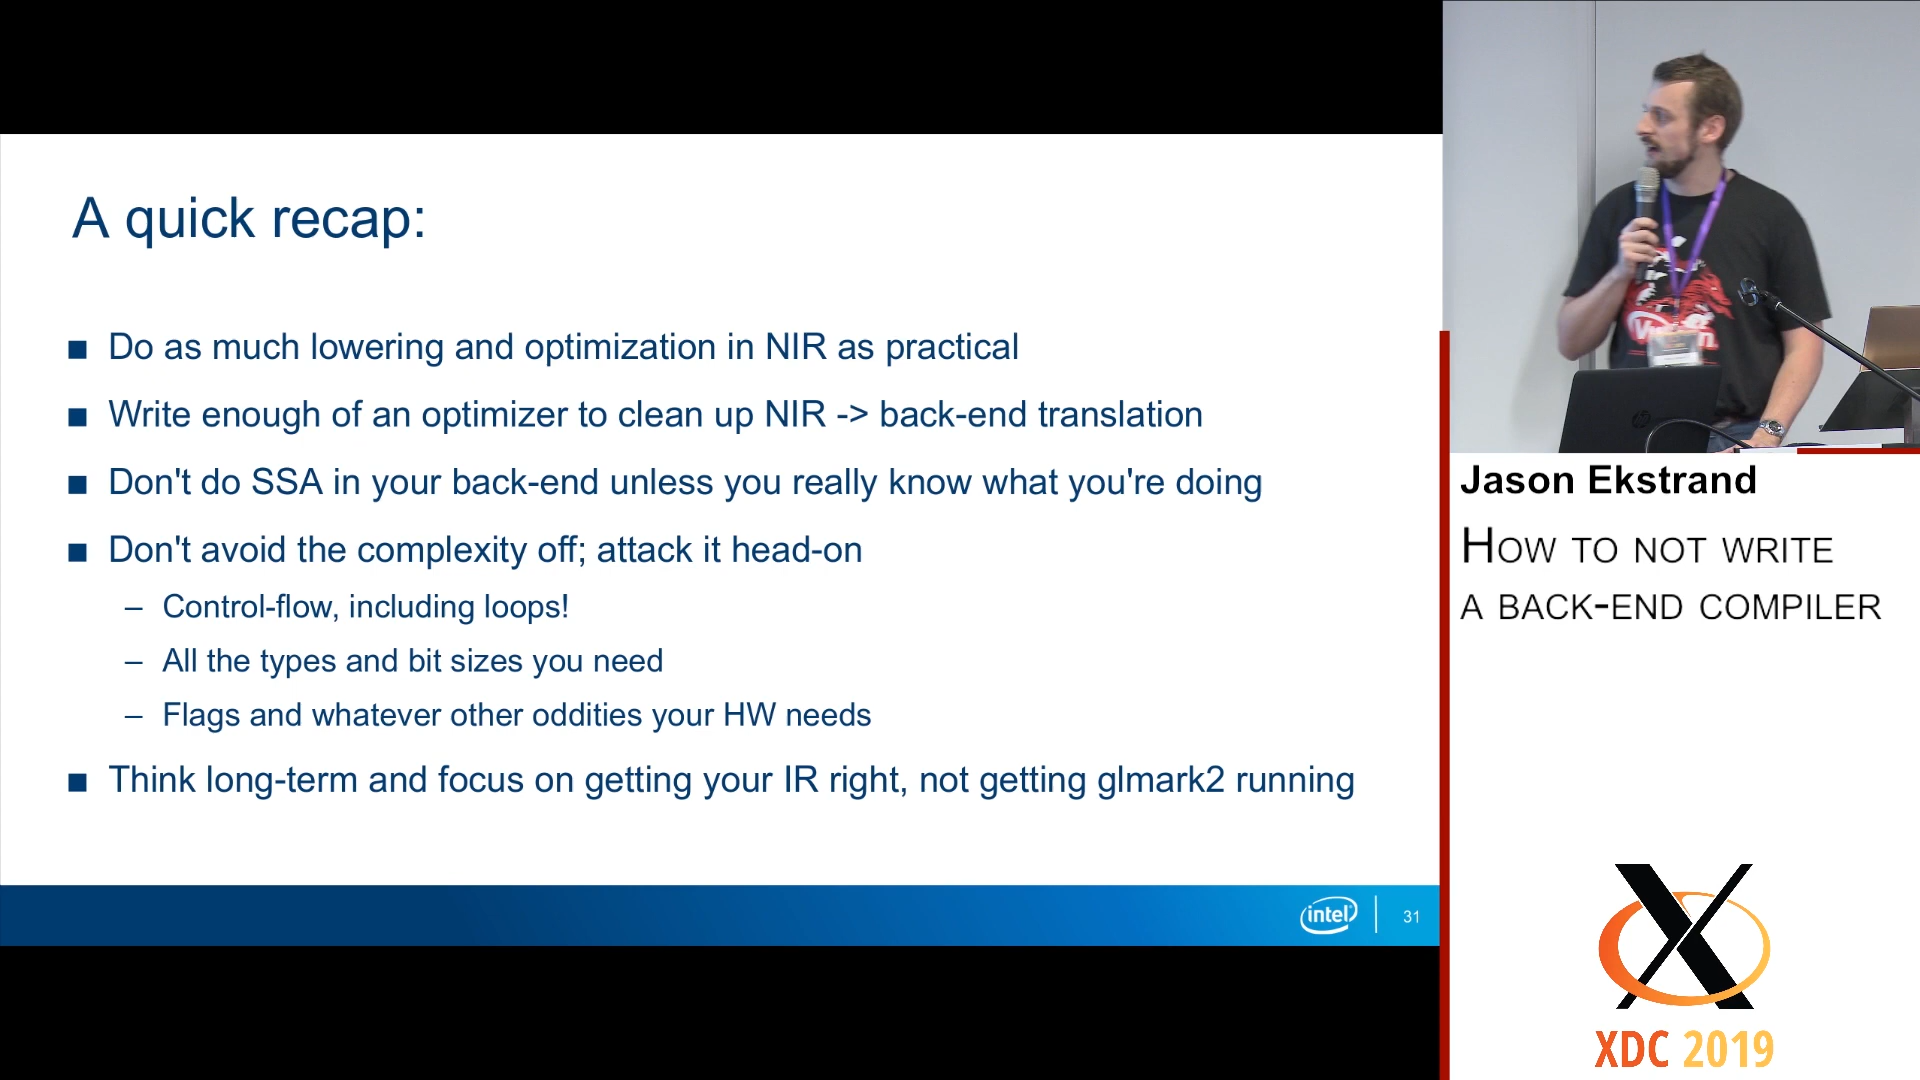 A quick recap:
Do as much lowering and optimization in NIR as practical
Write enough of an optimizer to clean up NIR -> back-end translation
Don't do SSA in your back-end unless you really know what you're doing
Don't avoid the complexity off; attack it head-on
– Control-flow, including loops!
– All the types and bit sizes you need
– Flags and whatever other oddities your HW needs
Think long-term and focus on getting your IR right, not getting glmark2 running
intel
31
Jason Ekstrand
HOW TO NOT WRITE
A BACK-END COMPILER
XDC 2019